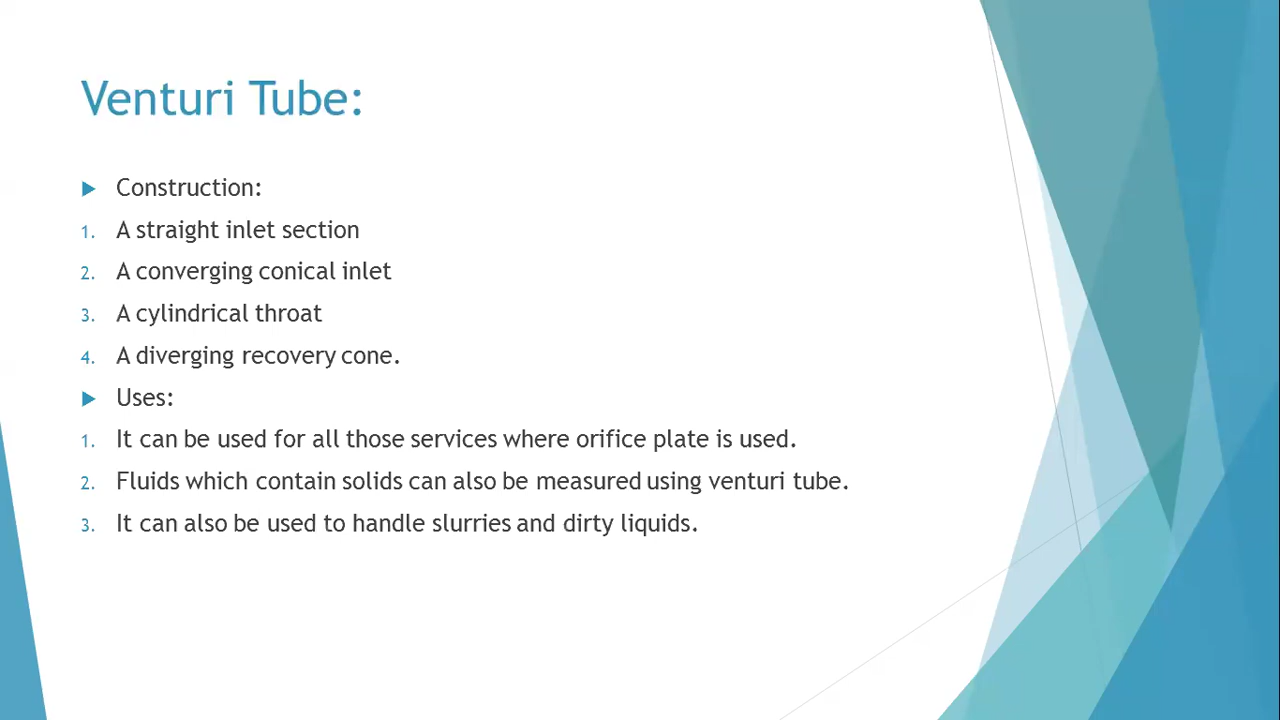 Venturi Tube:
Construction:
1. A straight inlet section
2. A converging conical inlet
3. A cylindrical throat
4. A diverging recovery cone.
Uses:
1. It can be used for all those services where orifice plate is used.
2. Fluids which contain solids can also be measured using venturi tube.
3. It can also be used to handle slurries and dirty liquids.